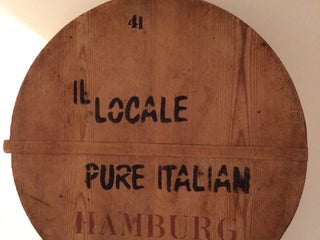 41
IL
LOCALE
PURE ITALIAN
HAMBURG